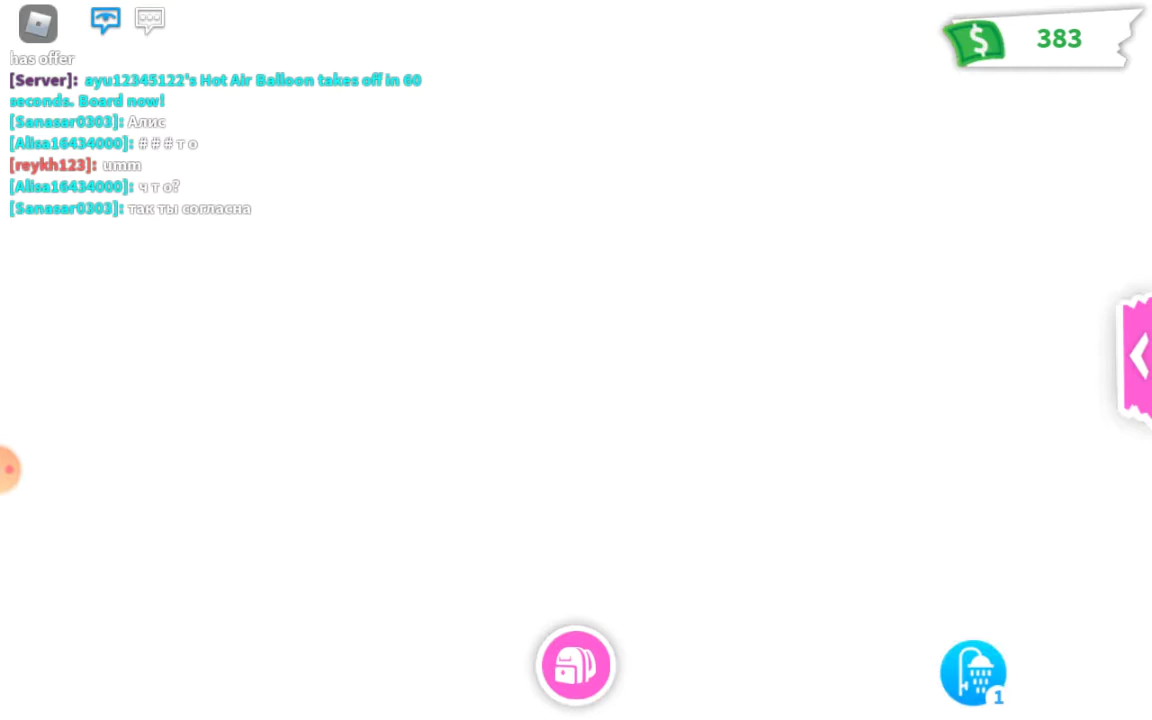 383
has offer
[Server]: ayu12345122's Hot Air Balloon takes off in 60
seconds. Board now!
[Sanasar0303]: Алис
[Alisa16434000]: # # # т о
[reykh123]: umm
[Alisa16434000]: ч т о?
[Sanasar0303]: так ты согласна
1